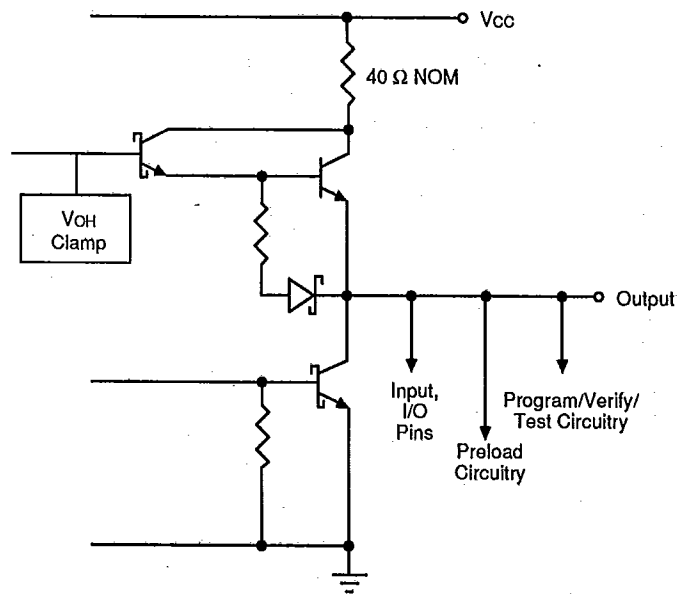 VCC
40 Ω NOM
VOH
Clamp
Output
Input,
I/O
Pins
Program/Verify/
Test Circuitry
Preload
Circuitry